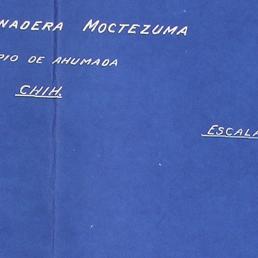 NADERA MOCTEZUMA
PIO DE AHUMADA
CHIH.
ESCALA